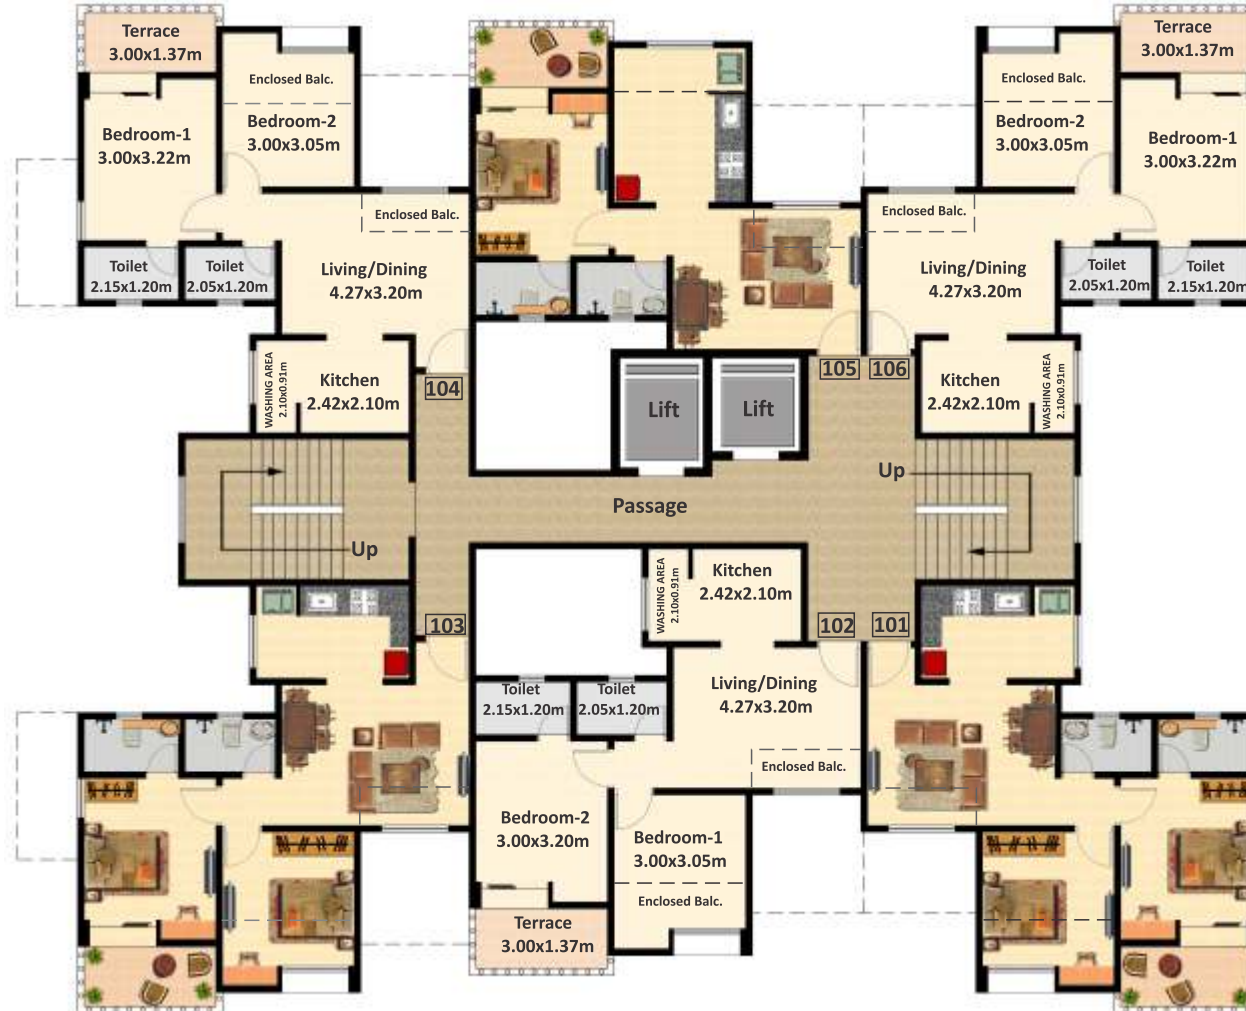 Terrace
3.00x1.37m
Enclosed Balc.
Bedroom-1
3.00x3.22m
Bedroom-2
3.00x3.05m
Enclosed Balc.
Toilet
2.15x1.20m
Toilet
2.05x1.20m
Living/Dining
4.27x3.20m
WASHING AREA
2.10x0.91m
Kitchen
2.42x2.10m
104
Terrace
3.00x1.37m
Enclosed Balc.
Bedroom-2
3.00x3.05m
Bedroom-1
3.00x3.22m
Enclosed Balc.
Living/Dining
4.27x3.20m
Toilet
2.05x1.20m
Toilet
2.15x1.20m
105
106
Kitchen
2.42x2.10m
WASHING AREA
2.10x0.91m
Lift
Lift
Up
Passage
Up
103
WASHING AREA
2.10x0.91m
Kitchen
2.42x2.10m
102
101
Toilet
2.15x1.20m
Toilet
2.05x1.20m
Living/Dining
4.27x3.20m
Enclosed Balc.
Bedroom-2
3.00x3.20m
Bedroom-1
3.00x3.05m
Enclosed Balc.
Terrace
3.00x1.37m